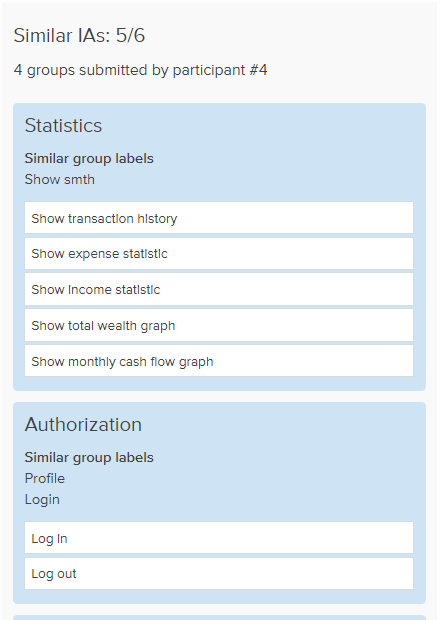 Similar IAs: 5/6
4 groups submitted by participant #4
Statistics
Similar group labels
Show smth
Show transaction history
Show expense statistic
Show income statistic
Show total wealth graph
Show monthly cash flow graph
Authorization
Similar group labels
Profile
Login
Log in
Log out